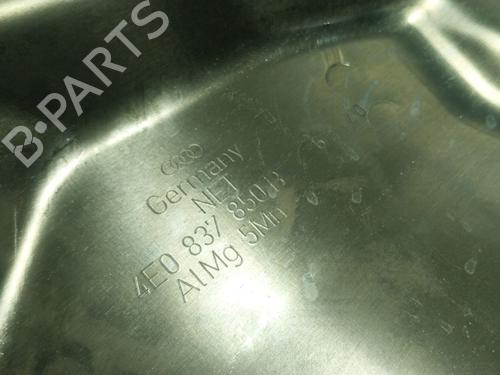 B·PARTS
Germany
NET
4E0 837 850 B
AlMg 5Mn